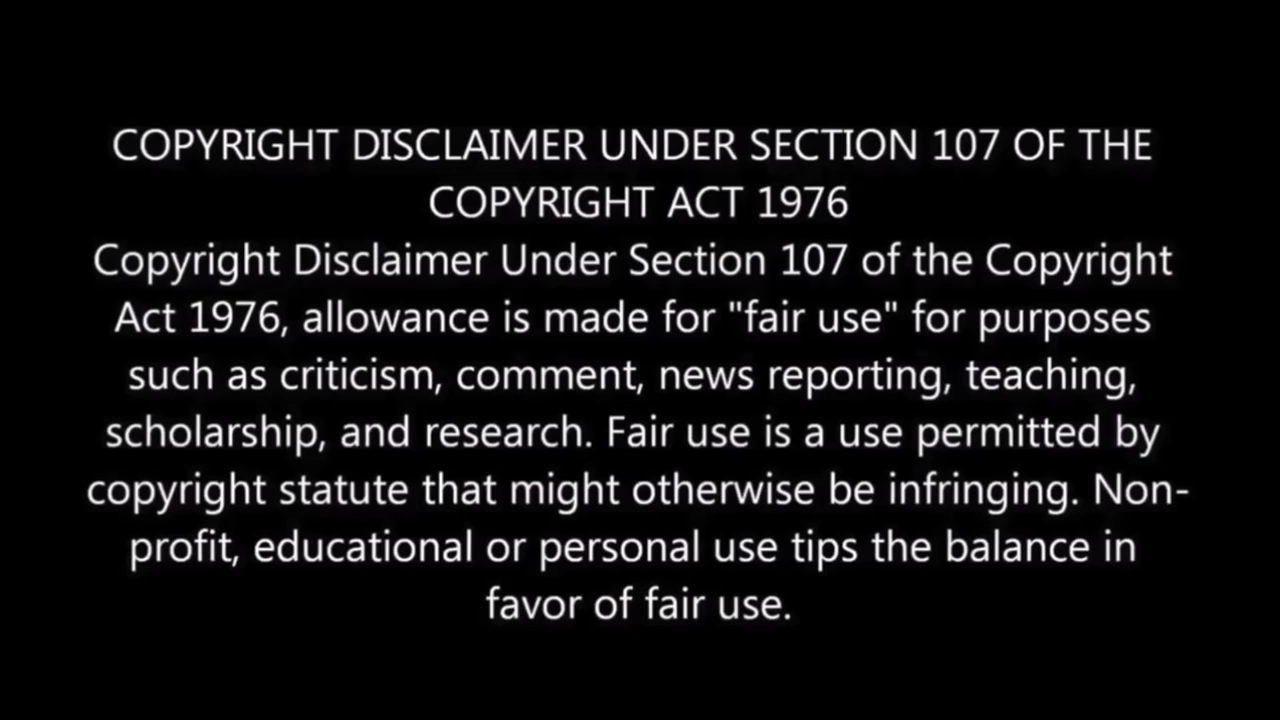 COPYRIGHT DISCLAIMER UNDER SECTION 107 OF THE
COPYRIGHT ACT 1976
Copyright Disclaimer Under Section 107 of the Copyright
Act 1976, allowance is made for "fair use" for purposes
such as criticism, comment, news reporting, teaching,
scholarship, and research. Fair use is a use permitted by
copyright statute that might otherwise be infringing. Non-
profit, educational or personal use tips the balance in
favor of fair use.